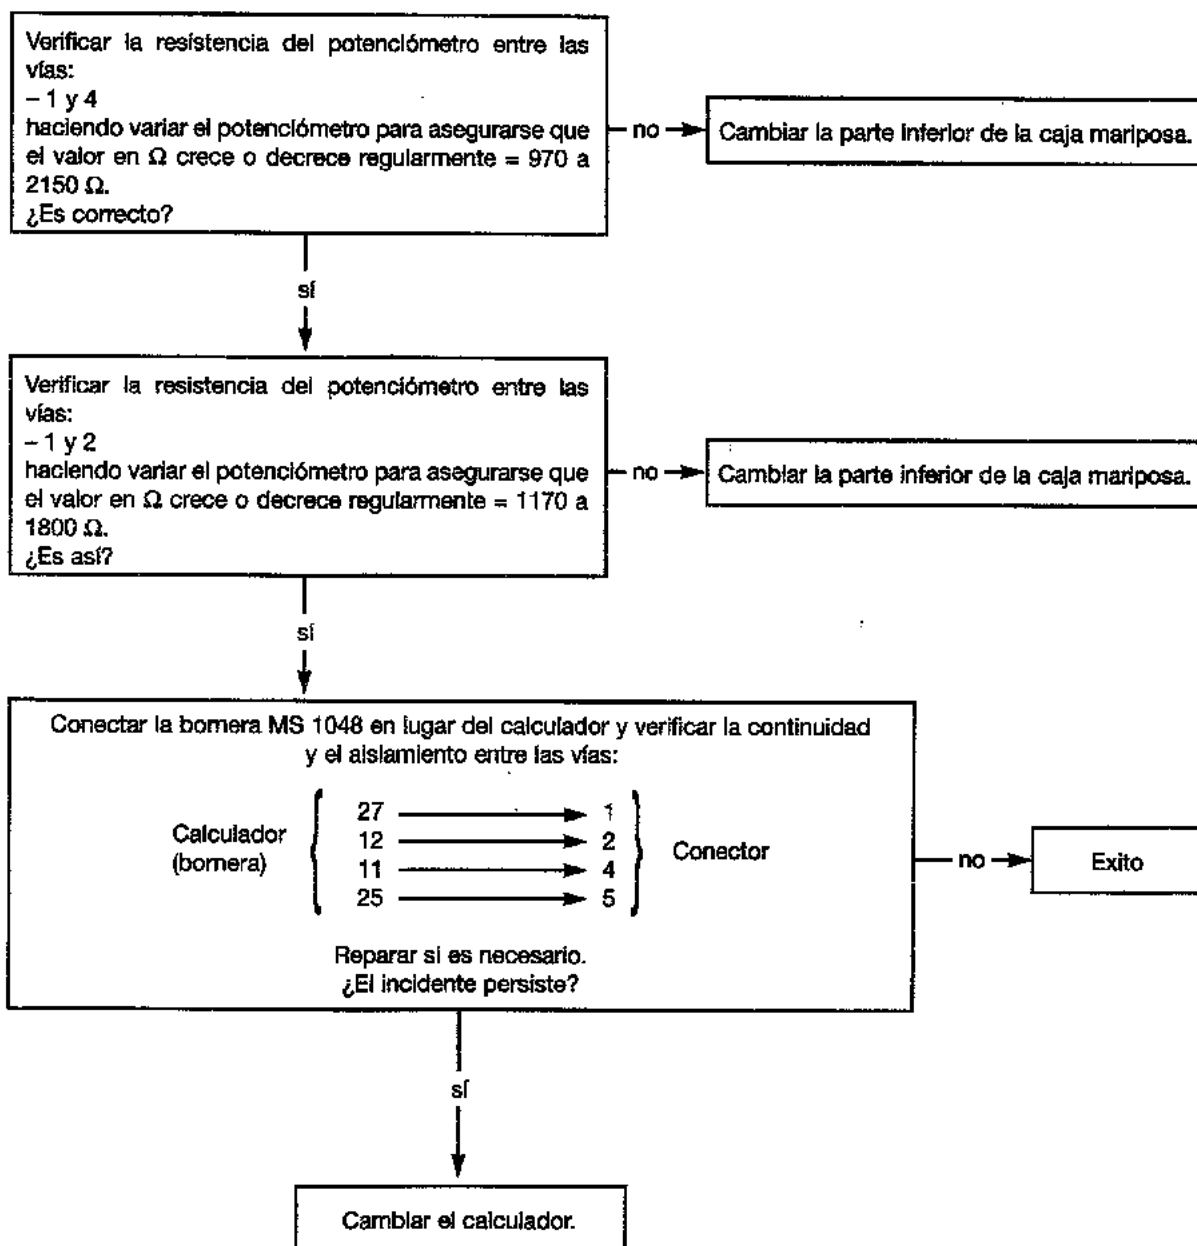 Verificar la resistencia del potenciómetro entre las
vías:
– 1 y 4
haciendo variar el potenciómetro para asegurarse que
el valor en Ω crece o decrece regularmente = 970 a
2150 Ω.
¿Es correcto?
no
Cambiar la parte inferior de la caja mariposa.
sí
Verificar la resistencia del potenciómetro entre las
vías:
– 1 y 2
haciendo variar el potenciómetro para asegurarse que
el valor en Ω crece o decrece regularmente = 1170 a
1800 Ω.
¿Es así?
no
Cambiar la parte inferior de la caja mariposa.
sí
Conectar la bornera MS 1048 en lugar del calculador y verificar la continuidad
y el aislamiento entre las vías:
Calculador
(bornera)
27 1
12 2
11 4
25 5
Conector
Reparar si es necesario.
¿El incidente persiste?
no
Exito
sí
Cambiar el calculador.